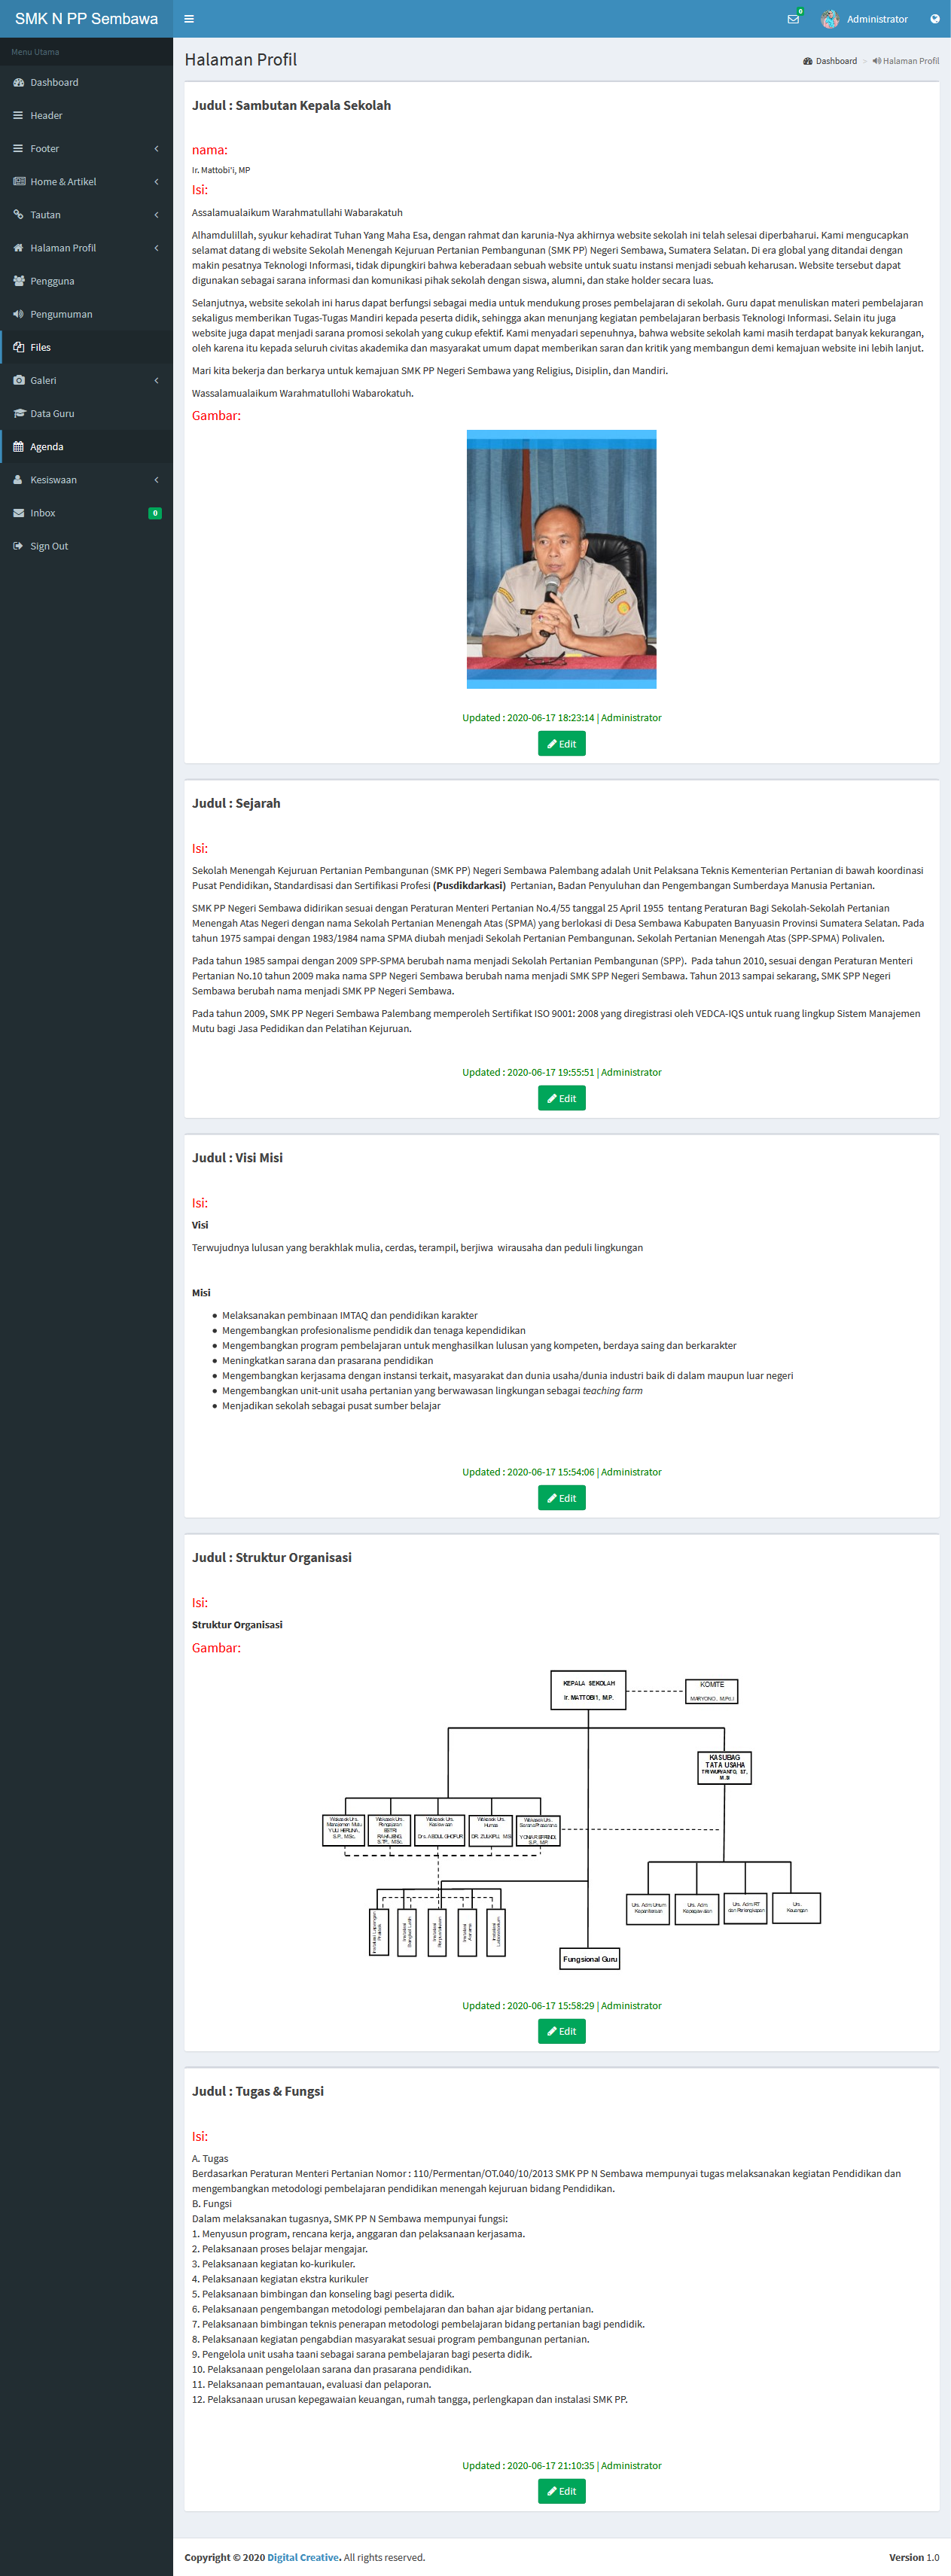 SMK N PP Sembawa
0
Administrator
Menu Utama
Dashboard
Header
Footer
Home & Artikel
Tautan
Halaman Profil
Pengguna
Pengumuman
Files
Galeri
Data Guru
Agenda
Kesiswaan
Inbox 0
Sign Out
Halaman Profil
Dashboard > Halaman Profil
Judul : Sambutan Kepala Sekolah
nama:
Ir. Mattobi'i, MP
Isi:
Assalamualaikum Warahmatullahi Wabarakatuh
Alhamdulillah, syukur kehadirat Tuhan Yang Maha Esa, dengan rahmat dan karunia-Nya akhirnya website sekolah ini telah selesai diperbaharui. Kami mengucapkan
selamat datang di website Sekolah Menengah Kejuruan Pertanian Pembangunan (SMK PP) Negeri Sembawa, Sumatera Selatan. Di era global yang ditandai dengan
makin pesatnya Teknologi Informasi, tidak dipungkiri bahwa keberadaan sebuah website untuk suatu instansi menjadi sebuah keharusan. Website tersebut dapat
digunakan sebagai sarana informasi dan komunikasi pihak sekolah dengan siswa, alumni, dan stake holder secara luas.
Selanjutnya, website sekolah ini harus dapat berfungsi sebagai media untuk mendukung proses pembelajaran di sekolah. Guru dapat menuliskan materi pembelajaran
sekaligus memberikan Tugas-Tugas Mandiri kepada peserta didik, sehingga akan menunjang kegiatan pembelajaran berbasis Teknologi Informasi. Selain itu juga
website juga dapat menjadi sarana promosi sekolah yang cukup efektif. Kami menyadari sepenuhnya, bahwa website sekolah kami masih terdapat banyak kekurangan,
oleh karena itu kepada seluruh civitas akademika dan masyarakat umum dapat memberikan saran dan kritik yang membangun demi kemajuan website ini lebih lanjut.
Mari kita bekerja dan berkarya untuk kemajuan SMK PP Negeri Sembawa yang Religius, Disiplin, dan Mandiri.
Wassalamualaikum Warahmatullohi Wabarokatuh.
Gambar:
Updated : 2020-06-17 18:23:14 | Administrator
Edit
Judul : Sejarah
Isi:
Sekolah Menengah Kejuruan Pertanian Pembangunan (SMK PP) Negeri Sembawa Palembang adalah Unit Pelaksana Teknis Kementerian Pertanian di bawah koordinasi
Pusat Pendidikan, Standardisasi dan Sertifikasi Profesi (Pusdikdarkasi) Pertanian, Badan Penyuluhan dan Pengembangan Sumberdaya Manusia Pertanian.
SMK PP Negeri Sembawa didirikan sesuai dengan Peraturan Menteri Pertanian No.4/55 tanggal 25 April 1955 tentang Peraturan Bagi Sekolah-Sekolah Pertanian
Menengah Atas Negeri dengan nama Sekolah Pertanian Menengah Atas (SPMA) yang berlokasi di Desa Sembawa Kabupaten Banyuasin Provinsi Sumatera Selatan. Pada
tahun 1975 sampai dengan 1983/1984 nama SPMA diubah menjadi Sekolah Pertanian Pembangunan. Sekolah Pertanian Menengah Atas (SPP-SPMA) Polivalen.
Pada tahun 1985 sampai dengan 2009 SPP-SPMA berubah nama menjadi Sekolah Pertanian Pembangunan (SPP). Pada tahun 2010, sesuai dengan Peraturan Menteri
Pertanian No.10 tahun 2009 maka nama SPP Negeri Sembawa berubah nama menjadi SMK SPP Negeri Sembawa. Tahun 2013 sampai sekarang, SMK SPP Negeri
Sembawa berubah nama menjadi SMK PP Negeri Sembawa.
Pada tahun 2009, SMK PP Negeri Sembawa Palembang memperoleh Sertifikat ISO 9001: 2008 yang diregistrasi oleh VEDCA-IQS untuk ruang lingkup Sistem Manajemen
Mutu bagi Jasa Pedidikan dan Pelatihan Kejuruan.
Updated : 2020-06-17 19:55:51 | Administrator
Edit
Judul : Visi Misi
Isi:
Visi
Terwujudnya lulusan yang berakhlak mulia, cerdas, terampil, berjiwa wirausaha dan peduli lingkungan
Misi
Melaksanakan pembinaan IMTAQ dan pendidikan karakter
Mengembangkan profesionalisme pendidik dan tenaga kependidikan
Mengembangkan program pembelajaran untuk menghasilkan lulusan yang kompeten, berdaya saing dan berkarakter
Meningkatkan sarana dan prasarana pendidikan
Mengembangkan kerjasama dengan instansi terkait, masyarakat dan dunia usaha/dunia industri baik di dalam maupun luar negeri
Mengembangkan unit-unit usaha pertanian yang berwawasan lingkungan sebagai teaching farm
Menjadikan sekolah sebagai pusat sumber belajar
Updated : 2020-06-17 15:54:06 | Administrator
Edit
Judul : Struktur Organisasi
Isi:
Struktur Organisasi
Gambar:
KEPALA SEKOLAH
Ir. MATTOBI'I, M.P.
KOMITE
MARYONO, M.Pd.I
KASUBAG
TATA USAHA
Kesiswaan
Drs. ABDUL GHOFUR
Humas
Fungsional Guru
Updated : 2020-06-17 15:58:29 | Administrator
Edit
Judul : Tugas & Fungsi
Isi:
A. Tugas
Berdasarkan Peraturan Menteri Pertanian Nomor : 110/Permentan/OT.040/10/2013 SMK PP N Sembawa mempunyai tugas melaksanakan kegiatan Pendidikan dan
mengembangkan metodologi pembelajaran pendidikan menengah kejuruan bidang Pendidikan.
B. Fungsi
Dalam melaksanakan tugasnya, SMK PP N Sembawa mempunyai fungsi:
1. Menyusun program, rencana kerja, anggaran dan pelaksanaan kerjasama.
2. Pelaksanaan proses belajar mengajar.
3. Pelaksanaan kegiatan ko-kurikuler.
4. Pelaksanaan kegiatan ekstra kurikuler
5. Pelaksanaan bimbingan dan konseling bagi peserta didik.
6. Pelaksanaan pengembangan metodologi pembelajaran dan bahan ajar bidang pertanian.
7. Pelaksanaan bimbingan teknis penerapan metodologi pembelajaran bidang pertanian bagi pendidik.
8. Pelaksanaan kegiatan pengabdian masyarakat sesuai program pembangunan pertanian.
9. Pengelola unit usaha taani sebagai sarana pembelajaran bagi peserta didik.
10. Pelaksanaan pengelolaan sarana dan prasarana pendidikan.
11. Pelaksanaan pemantauan, evaluasi dan pelaporan.
12. Pelaksanaan urusan kepegawaian keuangan, rumah tangga, perlengkapan dan instalasi SMK PP.
Updated : 2020-06-17 21:10:35 | Administrator
Edit
Copyright © 2020 Digital Creative. All rights reserved.
Version 1.0